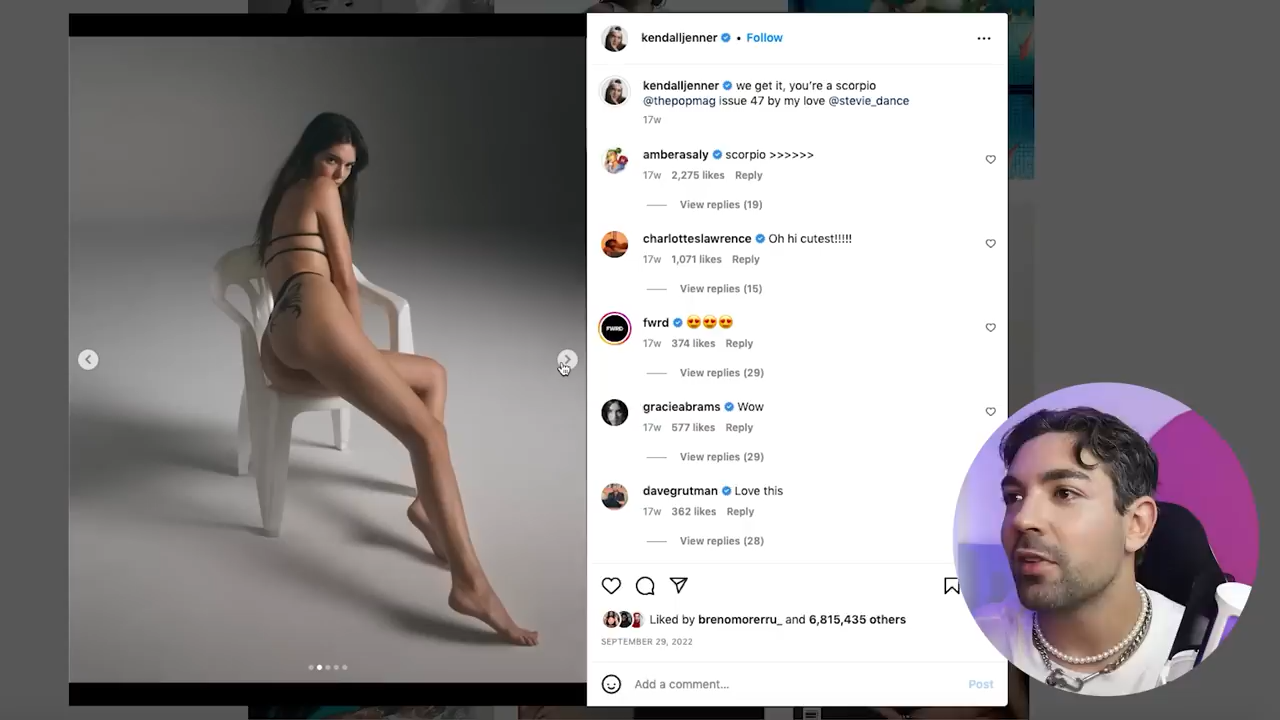 kendalljenner • Follow
kendalljenner we get it, you're a scorpio
@thepopmag issue 47 by my love @stevie_dance
17w
amberasaly scorpio >>>>>>
17w 2,275 likes Reply
View replies (19)
charlotteslawrence Oh hi cutest!!!!!
17w 1,071 likes Reply
View replies (15)
FWRD
fwrd 😍😍😍
17w 374 likes Reply
View replies (29)
gracieabrams Wow
17w 577 likes Reply
View replies (29)
davegrutman Love this
17w 362 likes Reply
View replies (28)
Liked by brenomorerru_ and 6,815,435 others
SEPTEMBER 29, 2022
Add a comment... Post